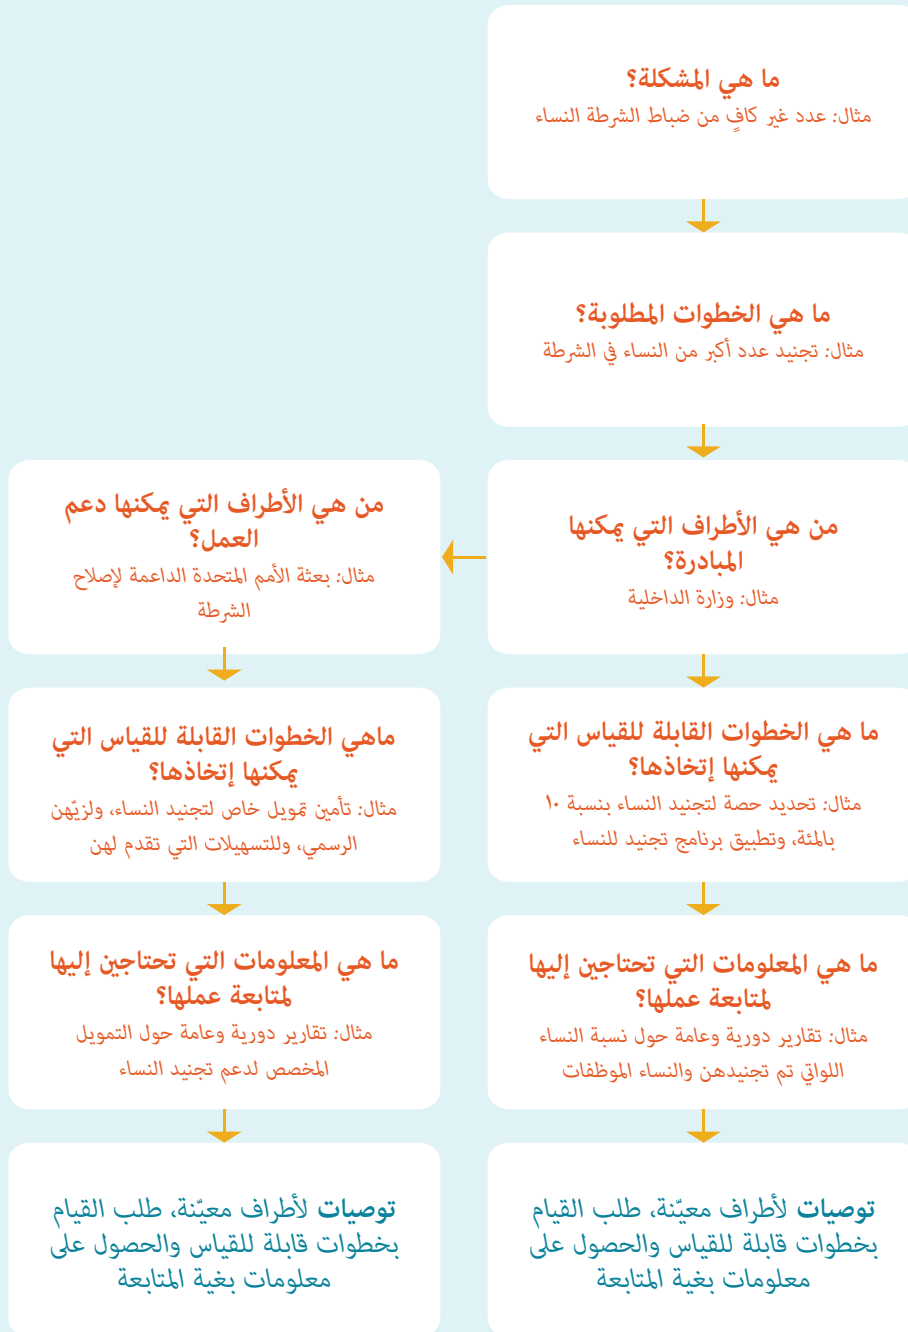 ما هي المشكلة؟
مثال: عدد غير كافٍ من ضباط الشرطة النساء
ما هي الخطوات المطلوبة؟
مثال: تجنيد عدد أكبر من النساء في الشرطة
من هي الأطراف التي يمكنها
المبادرة؟
مثال: وزارة الداخلية
من هي الأطراف التي يمكنها دعم
العمل؟
مثال: بعثة الأمم المتحدة الداعمة لإصلاح
الشرطة
ما هي الخطوات القابلة للقياس التي
يمكنها إتخاذها؟
مثال: تحديد حصة لتجنيد النساء بنسبة ١٠
بالمئة، وتطبيق برنامج تجنيد للنساء
ماهي الخطوات القابلة للقياس التي
يمكنها إتخاذها؟
مثال: تأمين تمويل خاص لتجنيد النساء، ولزيّهن
الرسمي، وللتسهيلات التي تقدم لهن
ما هي المعلومات التي تحتاجين إليها
لمتابعة عملها؟
مثال: تقارير دورية وعامة حول نسبة النساء
اللواتي تم تجنيدهن والنساء الموظفات
ما هي المعلومات التي تحتاجين إليها
لمتابعة عملها؟
مثال: تقارير دورية وعامة حول التمويل
المخصص لدعم تجنيد النساء
توصيات لأطراف معيّنة، طلب القيام
بخطوات قابلة للقياس والحصول على
معلومات بغية المتابعة
توصيات لأطراف معيّنة، طلب القيام
بخطوات قابلة للقياس والحصول على
معلومات بغية المتابعة